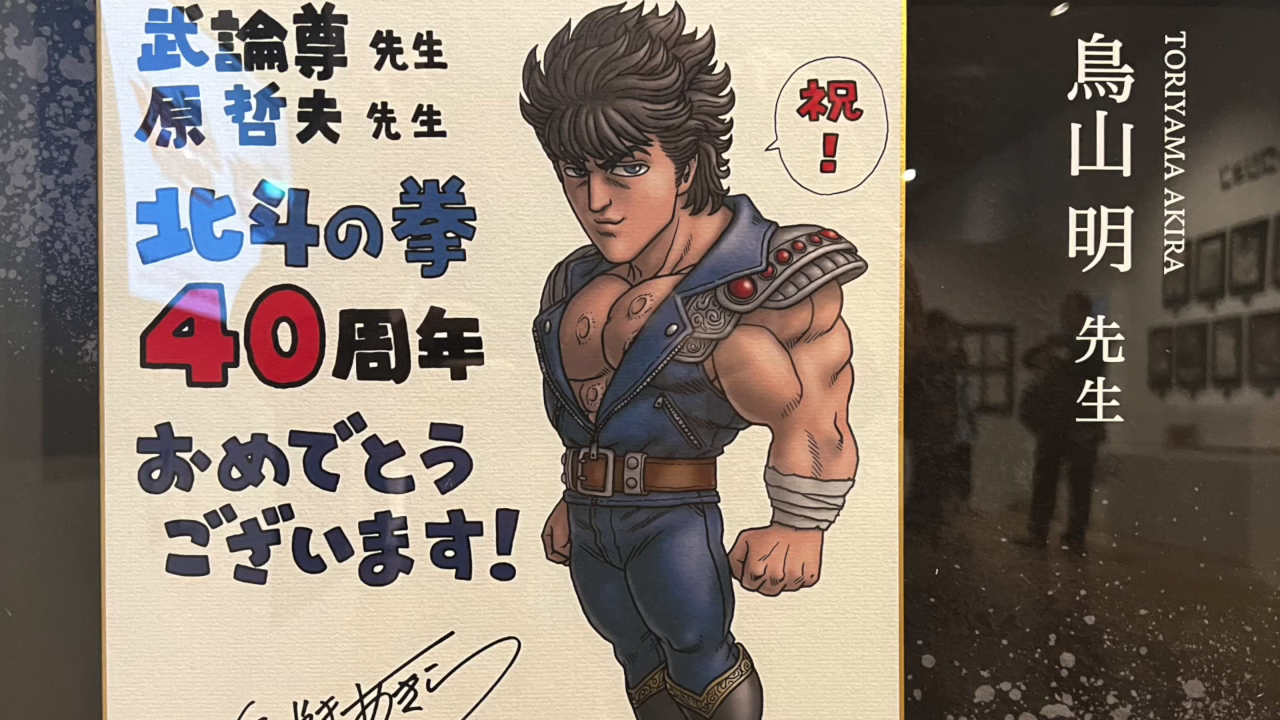 武論尊 先生
原 哲夫 先生
北斗の拳
40周年
おめでとう
ございます!
祝
!
TORIYAMA AKIRA
鳥山 明 先生